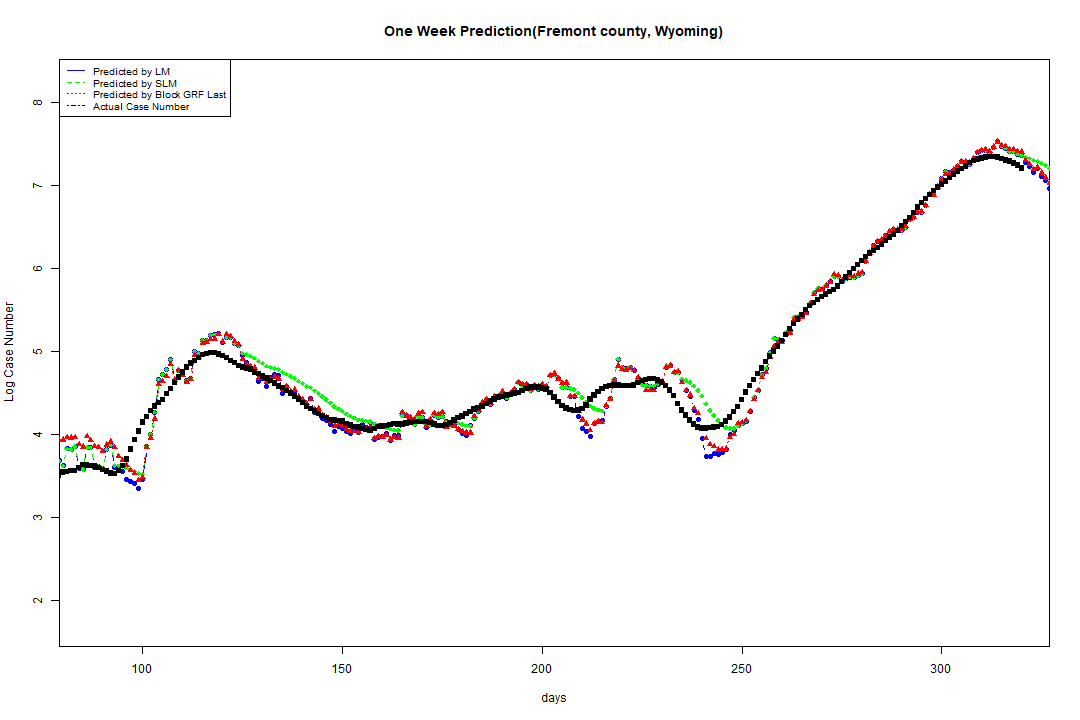 One Week Prediction(Fremont county, Wyoming)
Predicted by LM
Predicted by SLM
Predicted by Block GRF Last
Actual Case Number
8
7
6
5
4
3
2
Log Case Number
100 150 200 250 300
days